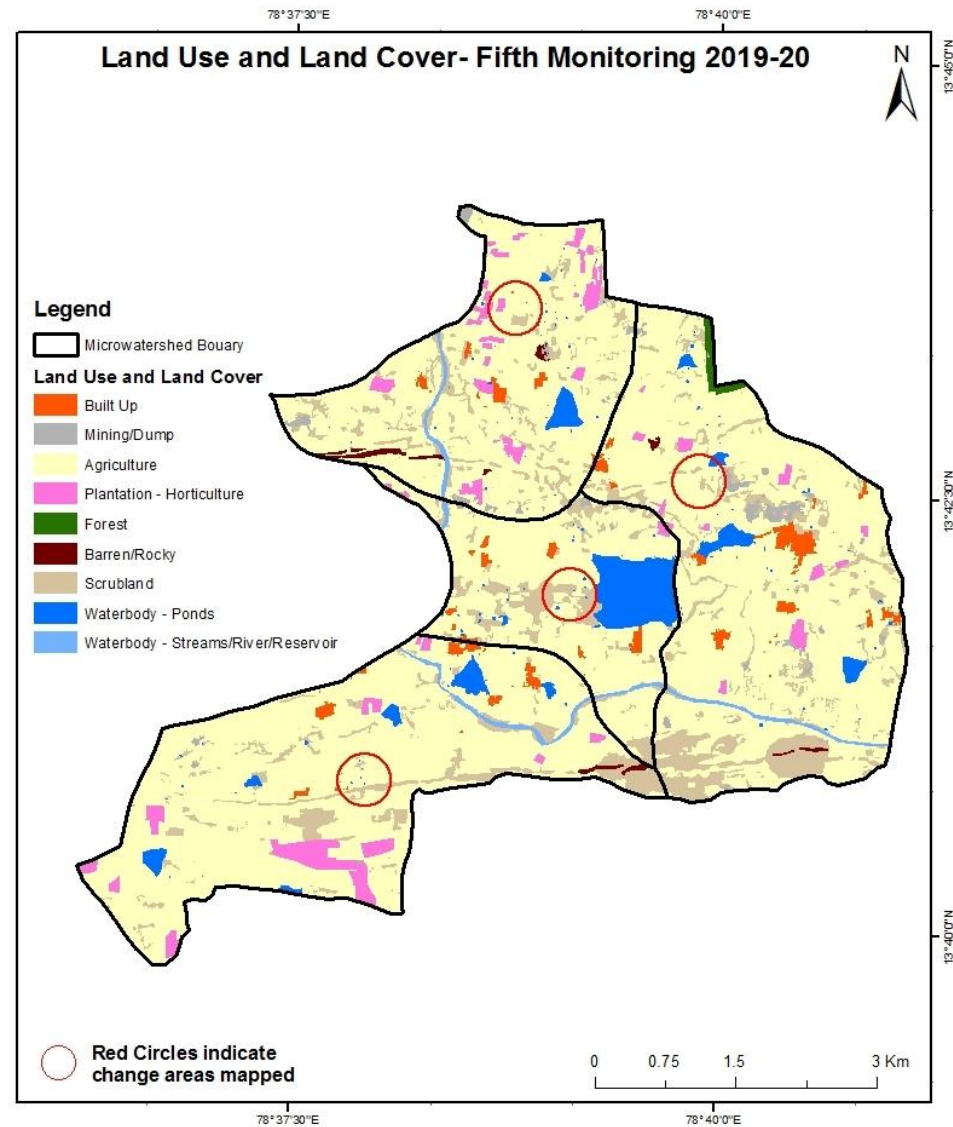 78°37'30"E 78°40'0"E
Land Use and Land Cover- Fifth Monitoring 2019-20
N
13°45'0"N
Legend
Microwatershed Bouary
Land Use and Land Cover
Built Up
Mining/Dump
Agriculture
Plantation - Horticulture
Forest
Barren/Rocky
Scrubland
Waterbody - Ponds
Waterbody - Streams/River/Reservoir
13°42'30"N
13°40'0"N
Red Circles indicate
change areas mapped
0 0.75 1.5 3 Km
78°37'30"E 78°40'0"E